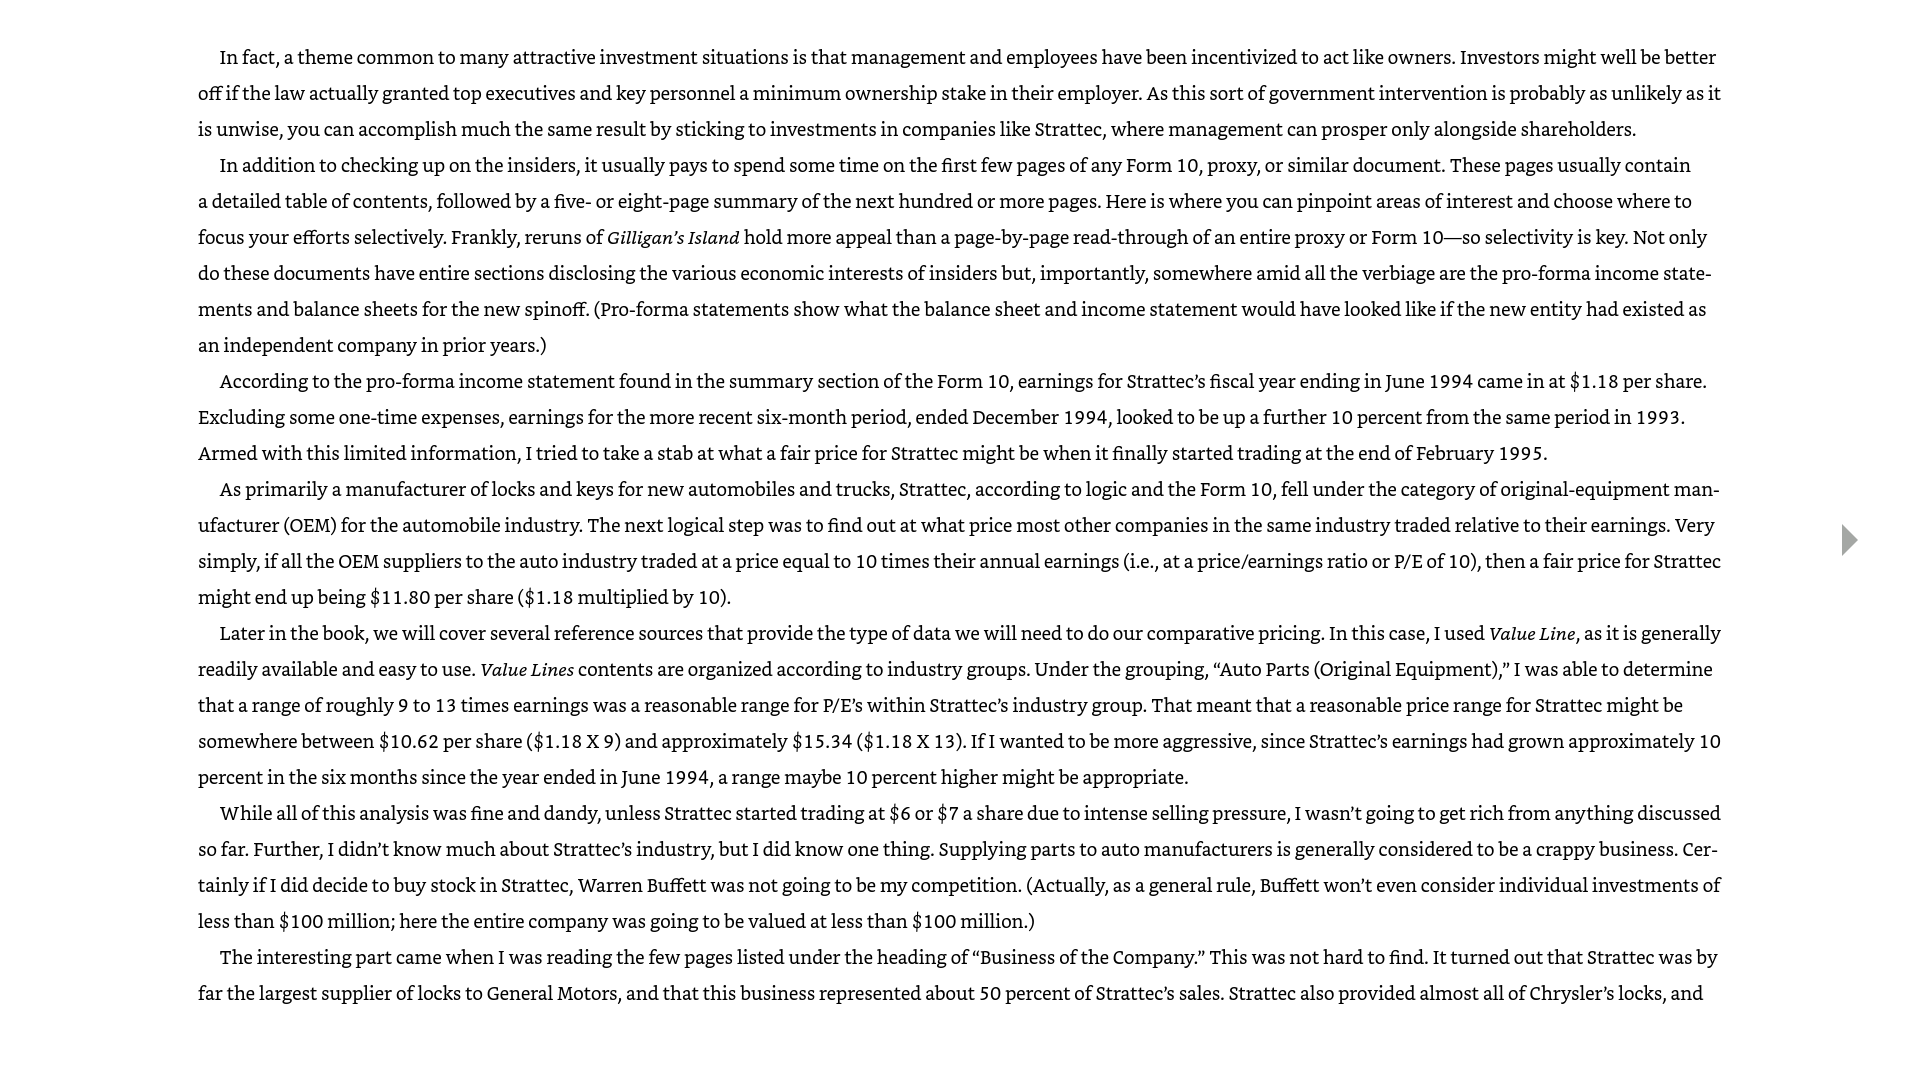 In fact, a theme common to many attractive investment situations is that management and employees have been incentivized to act like owners. Investors might well be better
off if the law actually granted top executives and key personnel a minimum ownership stake in their employer. As this sort of government intervention is probably as unlikely as it
is unwise, you can accomplish much the same result by sticking to investments in companies like Strattec, where management can prosper only alongside shareholders.
In addition to checking up on the insiders, it usually pays to spend some time on the first few pages of any Form 10, proxy, or similar document. These pages usually contain
a detailed table of contents, followed by a five- or eight-page summary of the next hundred or more pages. Here is where you can pinpoint areas of interest and choose where to
focus your efforts selectively. Frankly, reruns of Gilligan’s Island hold more appeal than a page-by-page read-through of an entire proxy or Form 10—so selectivity is key. Not only
do these documents have entire sections disclosing the various economic interests of insiders but, importantly, somewhere amid all the verbiage are the pro-forma income state-
ments and balance sheets for the new spinoff. (Pro-forma statements show what the balance sheet and income statement would have looked like if the new entity had existed as
an independent company in prior years.)
According to the pro-forma income statement found in the summary section of the Form 10, earnings for Strattec’s fiscal year ending in June 1994 came in at $1.18 per share.
Excluding some one-time expenses, earnings for the more recent six-month period, ended December 1994, looked to be up a further 10 percent from the same period in 1993.
Armed with this limited information, I tried to take a stab at what a fair price for Strattec might be when it finally started trading at the end of February 1995.
As primarily a manufacturer of locks and keys for new automobiles and trucks, Strattec, according to logic and the Form 10, fell under the category of original-equipment man-
ufacturer (OEM) for the automobile industry. The next logical step was to find out at what price most other companies in the same industry traded relative to their earnings. Very
simply, if all the OEM suppliers to the auto industry traded at a price equal to 10 times their annual earnings (i.e., at a price/earnings ratio or P/E of 10), then a fair price for Strattec
might end up being $11.80 per share ($1.18 multiplied by 10).
Later in the book, we will cover several reference sources that provide the type of data we will need to do our comparative pricing. In this case, I used Value Line, as it is generally
readily available and easy to use. Value Lines contents are organized according to industry groups. Under the grouping, “Auto Parts (Original Equipment),” I was able to determine
that a range of roughly 9 to 13 times earnings was a reasonable range for P/E’s within Strattec’s industry group. That meant that a reasonable price range for Strattec might be
somewhere between $10.62 per share ($1.18 X 9) and approximately $15.34 ($1.18 X 13). If I wanted to be more aggressive, since Strattec’s earnings had grown approximately 10
percent in the six months since the year ended in June 1994, a range maybe 10 percent higher might be appropriate.
While all of this analysis was fine and dandy, unless Strattec started trading at $6 or $7 a share due to intense selling pressure, I wasn’t going to get rich from anything discussed
so far. Further, I didn’t know much about Strattec’s industry, but I did know one thing. Supplying parts to auto manufacturers is generally considered to be a crappy business. Cer-
tainly if I did decide to buy stock in Strattec, Warren Buffett was not going to be my competition. (Actually, as a general rule, Buffett won’t even consider individual investments of
less than $100 million; here the entire company was going to be valued at less than $100 million.)
The interesting part came when I was reading the few pages listed under the heading of “Business of the Company.” This was not hard to find. It turned out that Strattec was by
far the largest supplier of locks to General Motors, and that this business represented about 50 percent of Strattec’s sales. Strattec also provided almost all of Chrysler’s locks, and